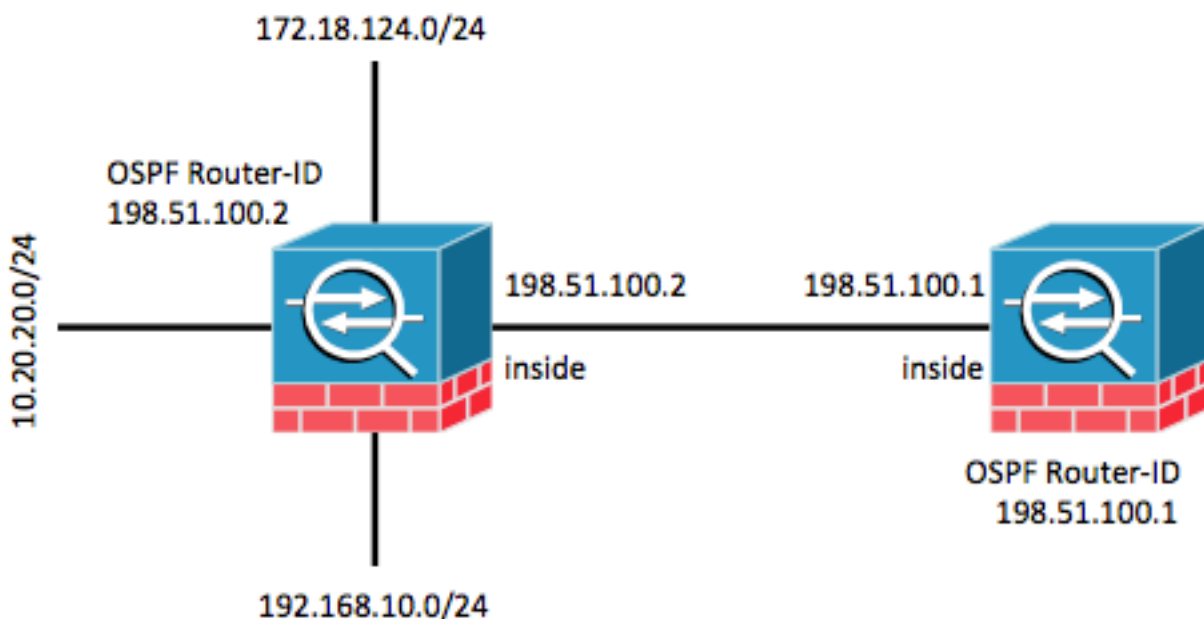 172.18.124.0/24
OSPF Router-ID
198.51.100.2
10.20.20.0/24
198.51.100.2
198.51.100.1
inside
inside
OSPF Router-ID
198.51.100.1
192.168.10.0/24